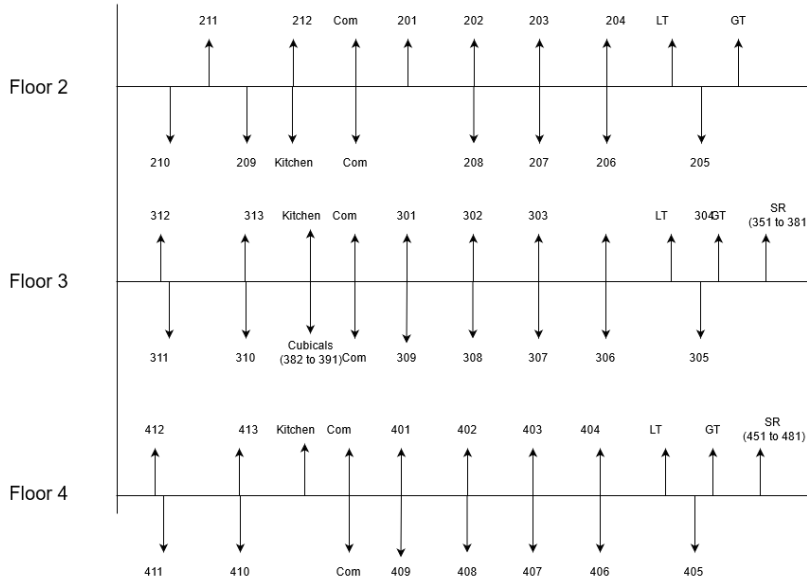 211 212 Com 201 202 203 204 LT GT
Floor 2
210 209 Kitchen Com 208 207 206 205
312 313 Kitchen Com 301 302 303 LT 304 GT SR
(351 to 381
Floor 3
311 310 Cubicals
(382 to 391) Com 309 308 307 306 305
412 413 Kitchen Com 401 402 403 404 LT GT SR
(451 to 481)
Floor 4
411 410 Com 409 408 407 406 405